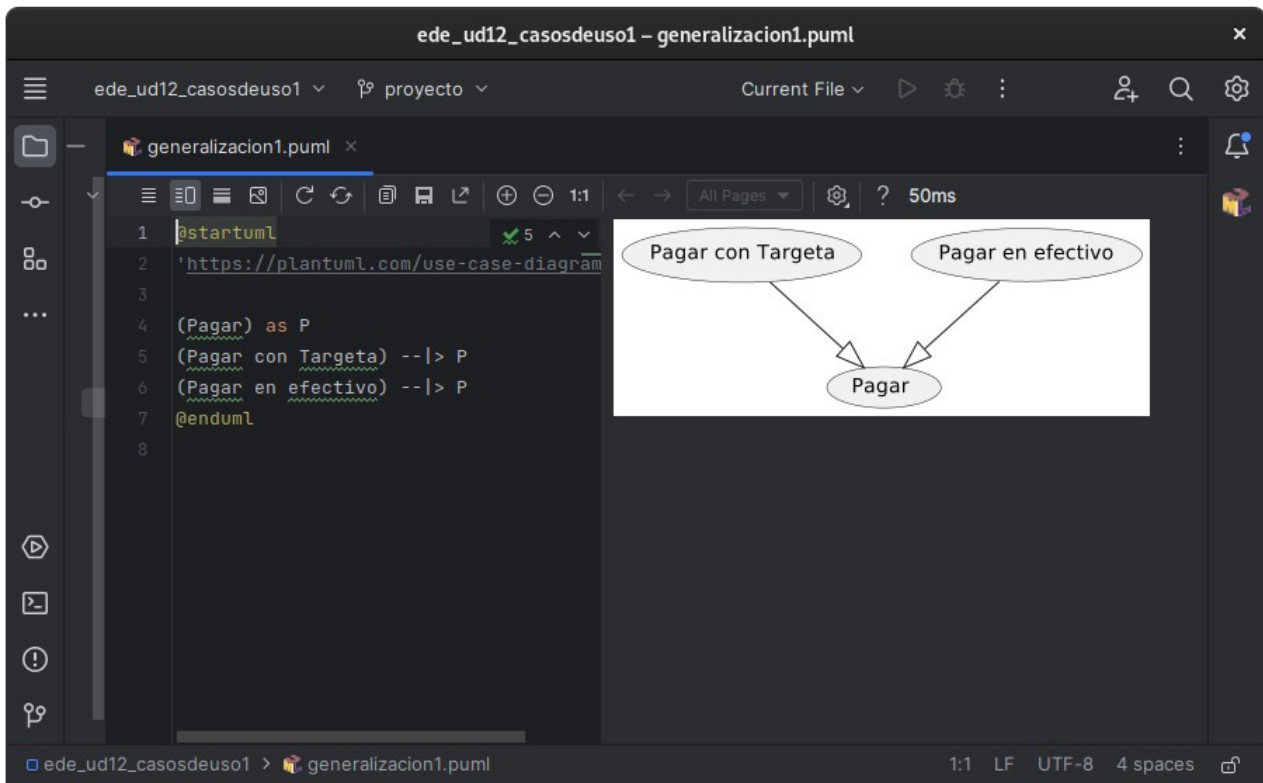 ede_ud12_casosdeuso1 – generalizacion1.puml
ede_ud12_casosdeuso1 proyecto Current File
generalizacion1.puml
1:1 All Pages ? 50ms
1 @startuml 5
2 'https://plantuml.com/use-case-diagram
3
4 (Pagar) as P
5 (Pagar con Targeta) --|> P
6 (Pagar en efectivo) --|> P
7 @enduml
8
Pagar con Targeta Pagar en efectivo
Pagar
ede_ud12_casosdeuso1 > generalizacion1.puml 1:1 LF UTF-8 4 spaces